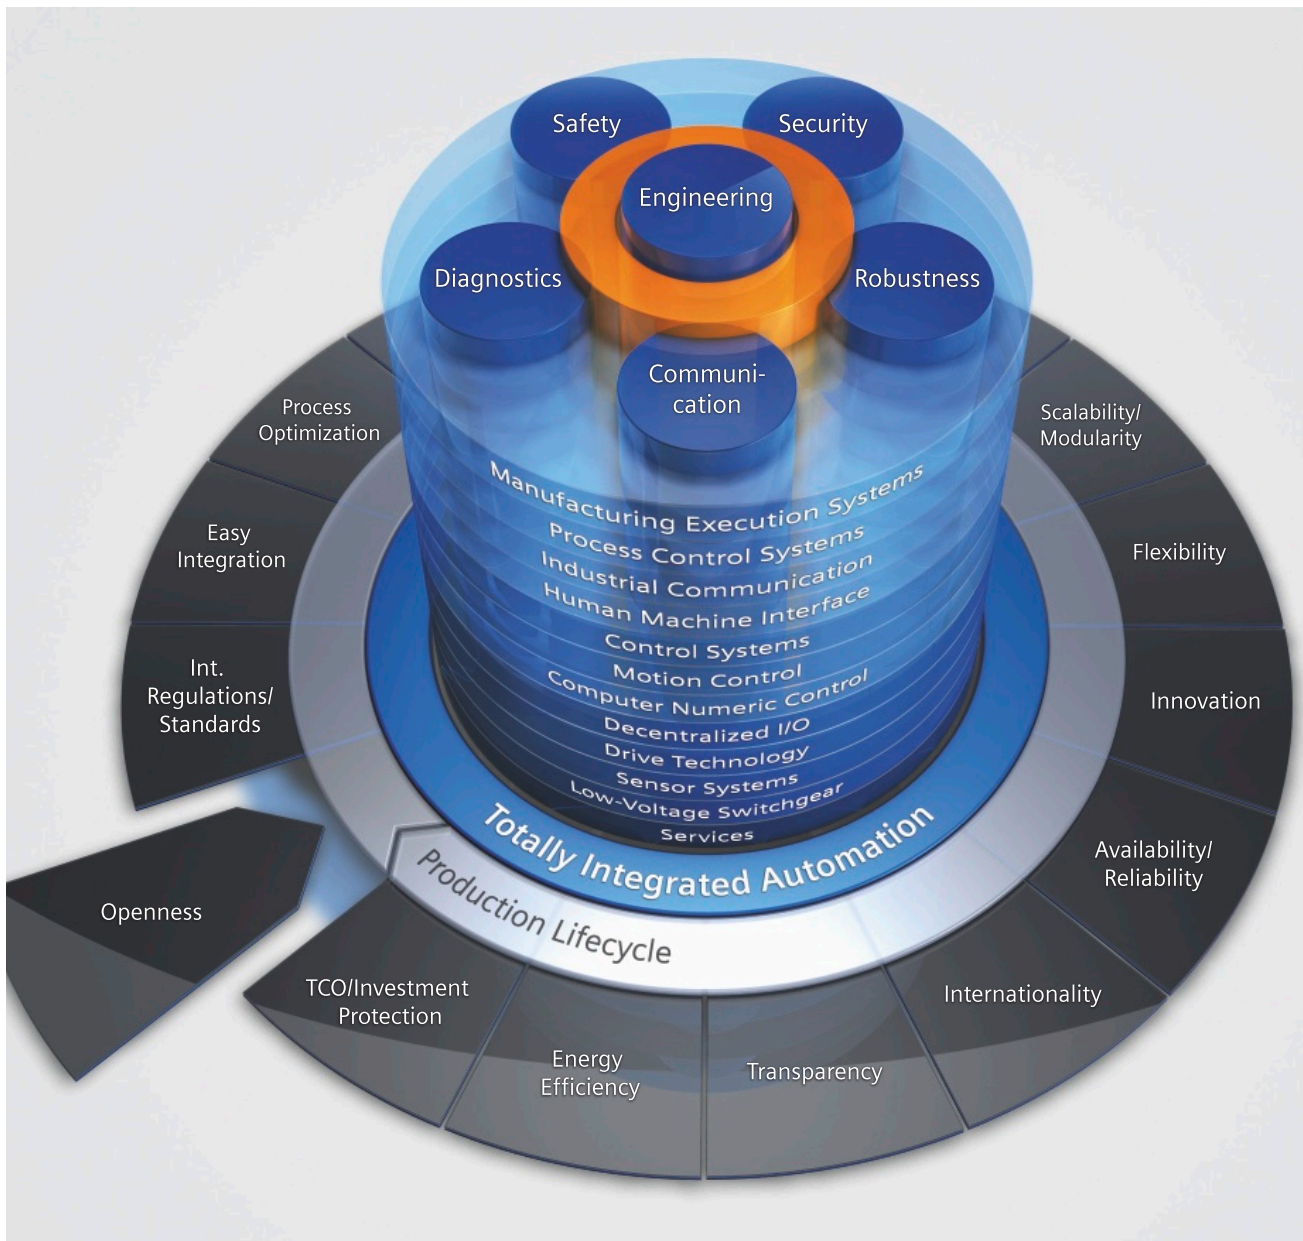 Safety
Security
Engineering
Diagnostics
Robustness
Communi-
cation
Manufacturing Execution Systems
Process Control Systems
Industrial Communication
Human Machine Interface
Control Systems
Motion Control
Computer Numeric Control
Decentralized I/O
Drive Technology
Sensor Systems
Low-Voltage Switchgear
Services
Totally Integrated Automation
Production Lifecycle
Process
Optimization
Easy
Integration
Int.
Regulations/
Standards
Openness
TCO/Investment
Protection
Energy
Efficiency
Transparency
Internationality
Availability/
Reliability
Innovation
Flexibility
Scalability/
Modularity